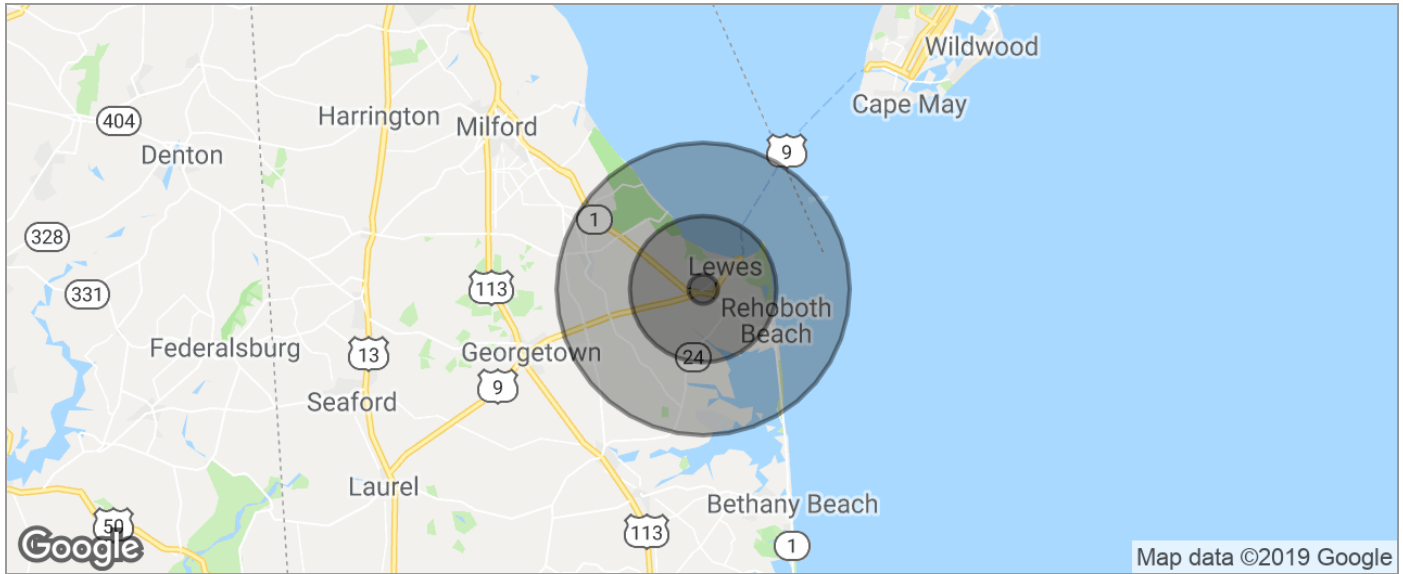 Wildwood
Cape May
404
Harrington
Milford
Denton
9
1
328
Lewes
113
331
Rehoboth
Beach
Federalsburg
13
Georgetown
24
9
Seaford
Laurel
Bethany Beach
50
113
1
Google
Map data ©2019 Google